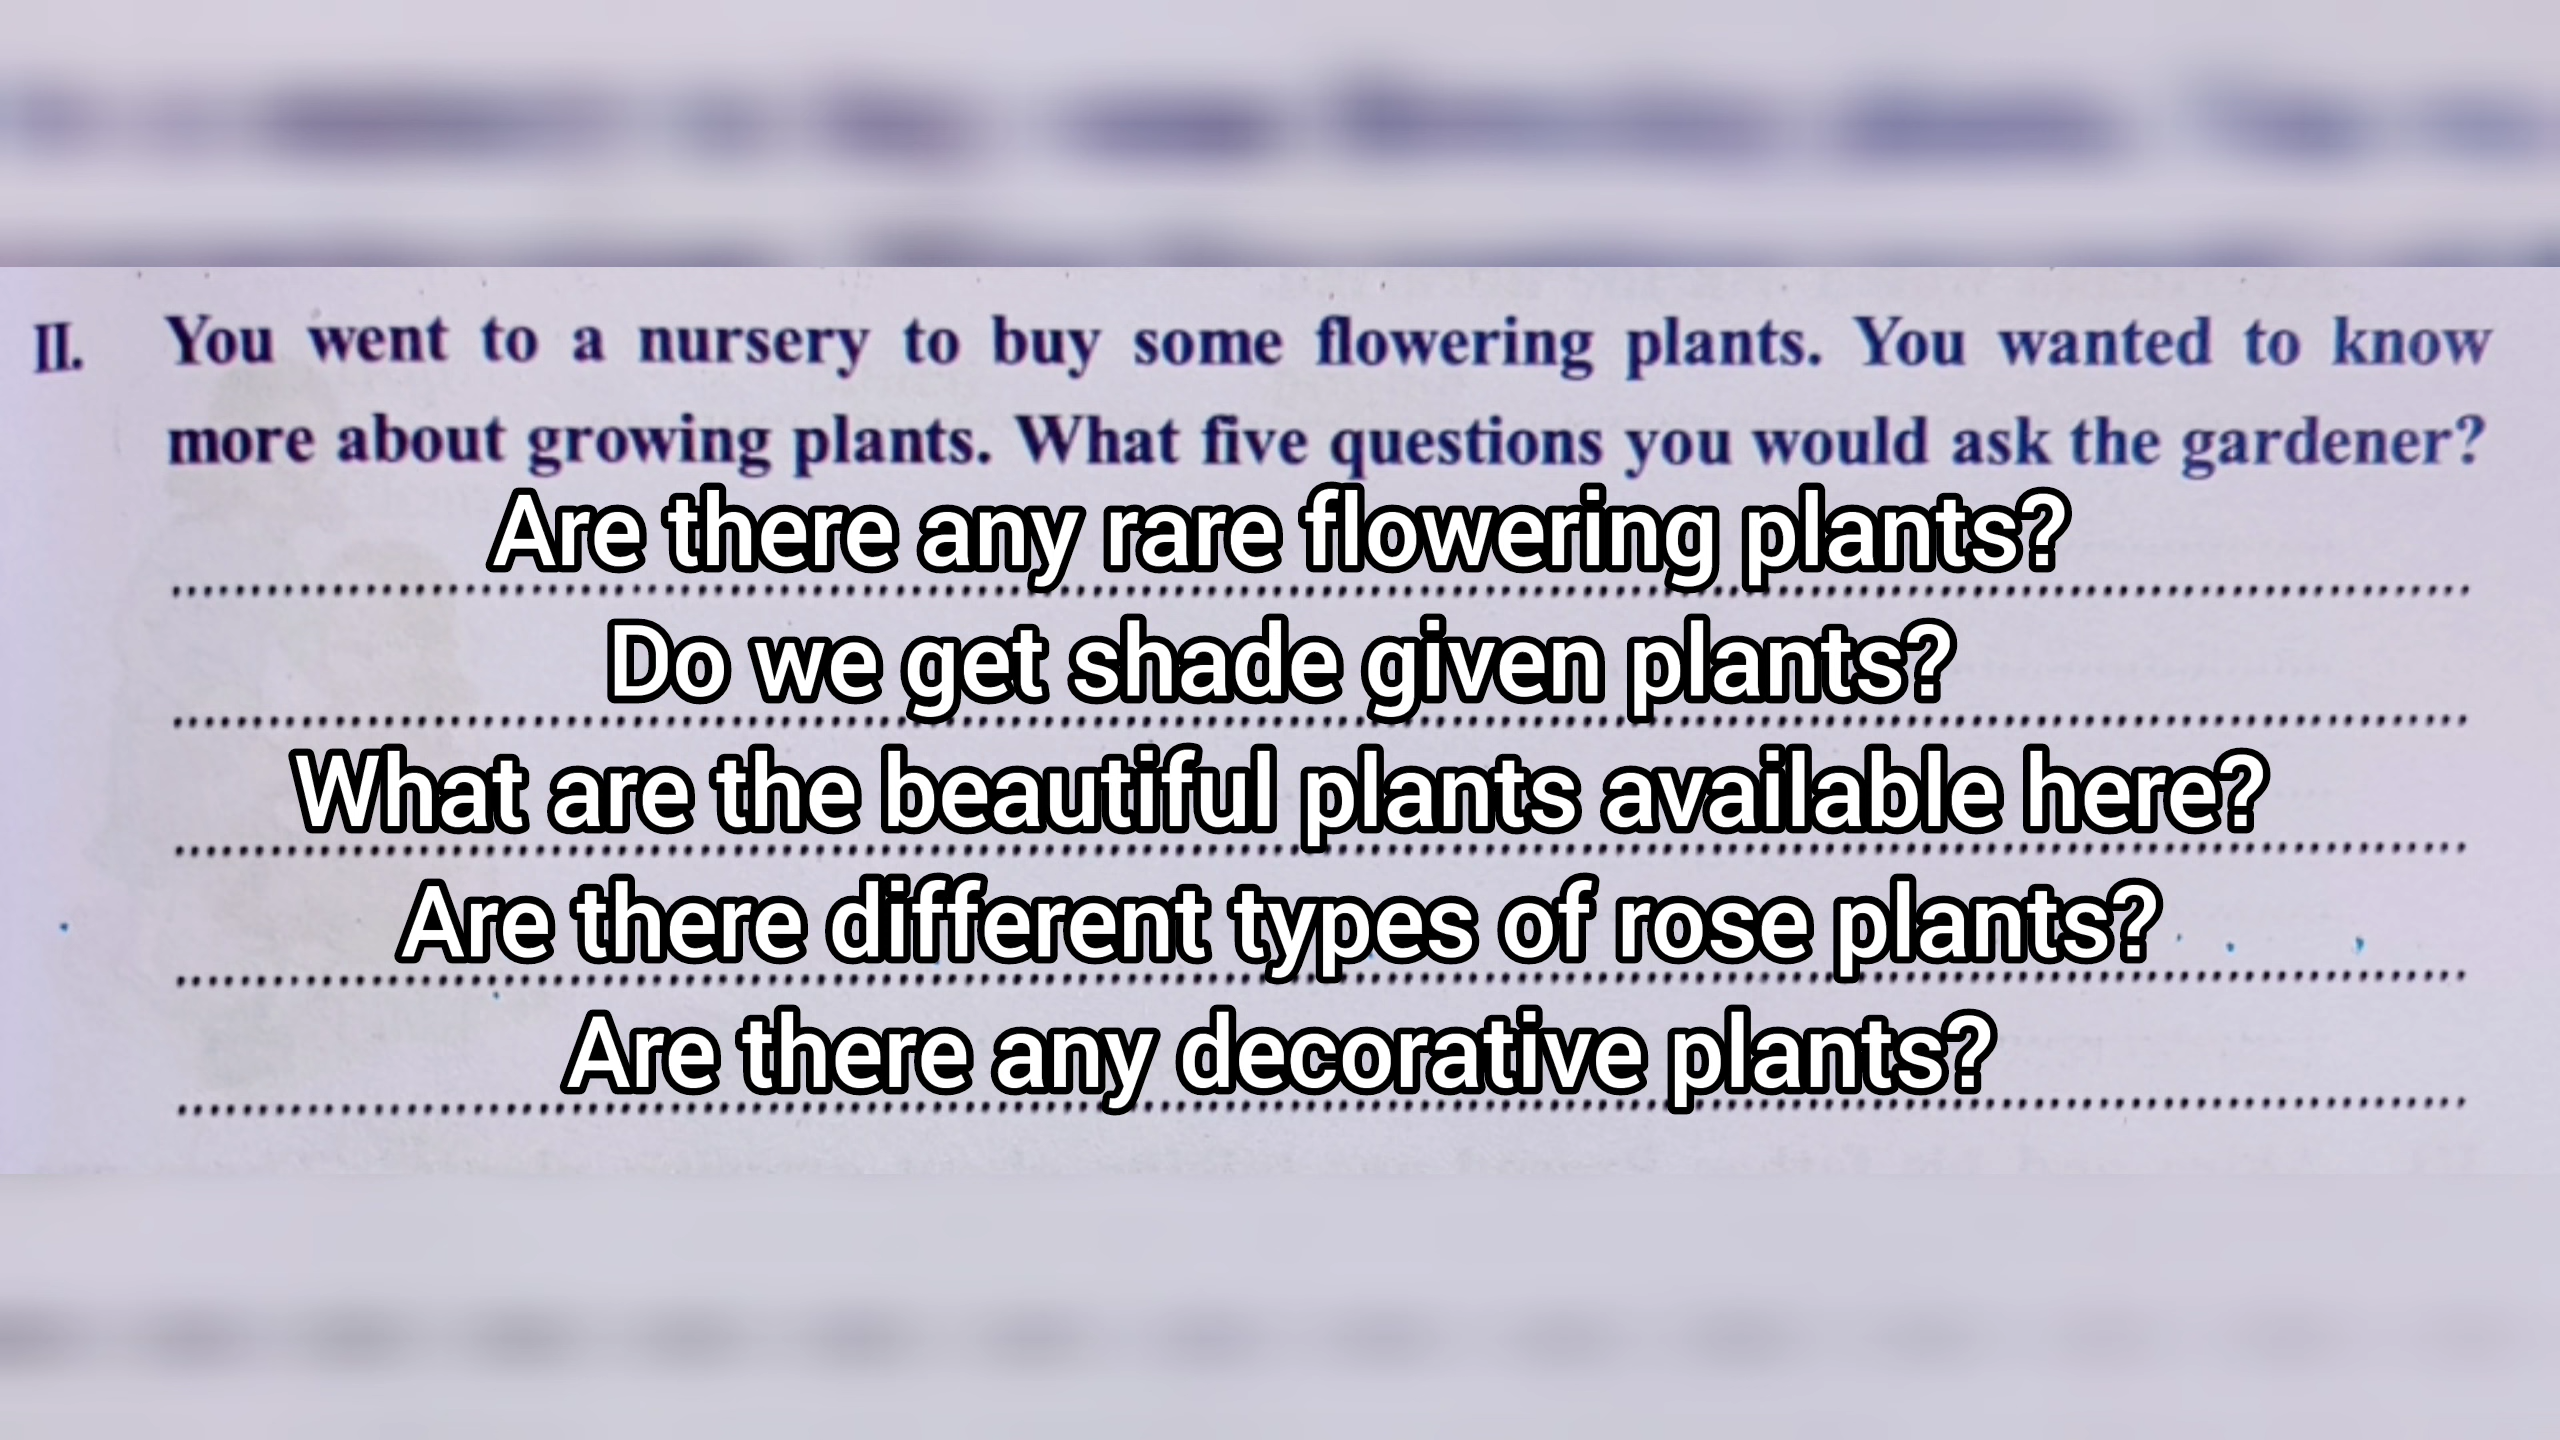 II. You went to a nursery to buy some flowering plants. You wanted to know
more about growing plants. What five questions you would ask the gardener?
Are there any rare flowering plants?
Do we get shade given plants?
What are the beautiful plants available here?
Are there different types of rose plants?
Are there any decorative plants?